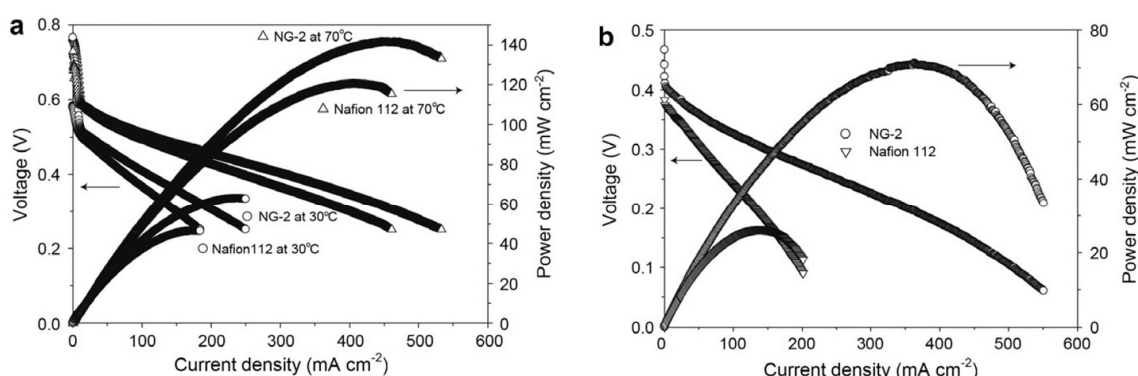 a
0.8
0.6
0.4
0.2
0.0
Voltage (V)
0 100 200 300 400 500 600
Current density (mA cm⁻²)
140
120
100
80
60
40
20
0
Power density (mW cm⁻²)
△ NG-2 at 70°C
△ Nafion 112 at 70°C
○ NG-2 at 30°C
○ Nafion112 at 30°C
b
0.5
0.4
0.3
0.2
0.1
0.0
Voltage (V)
0 100 200 300 400 500 600
Current density (mA cm⁻²)
80
60
40
20
0
Power density (mW cm⁻²)
○ NG-2
▽ Nafion 112